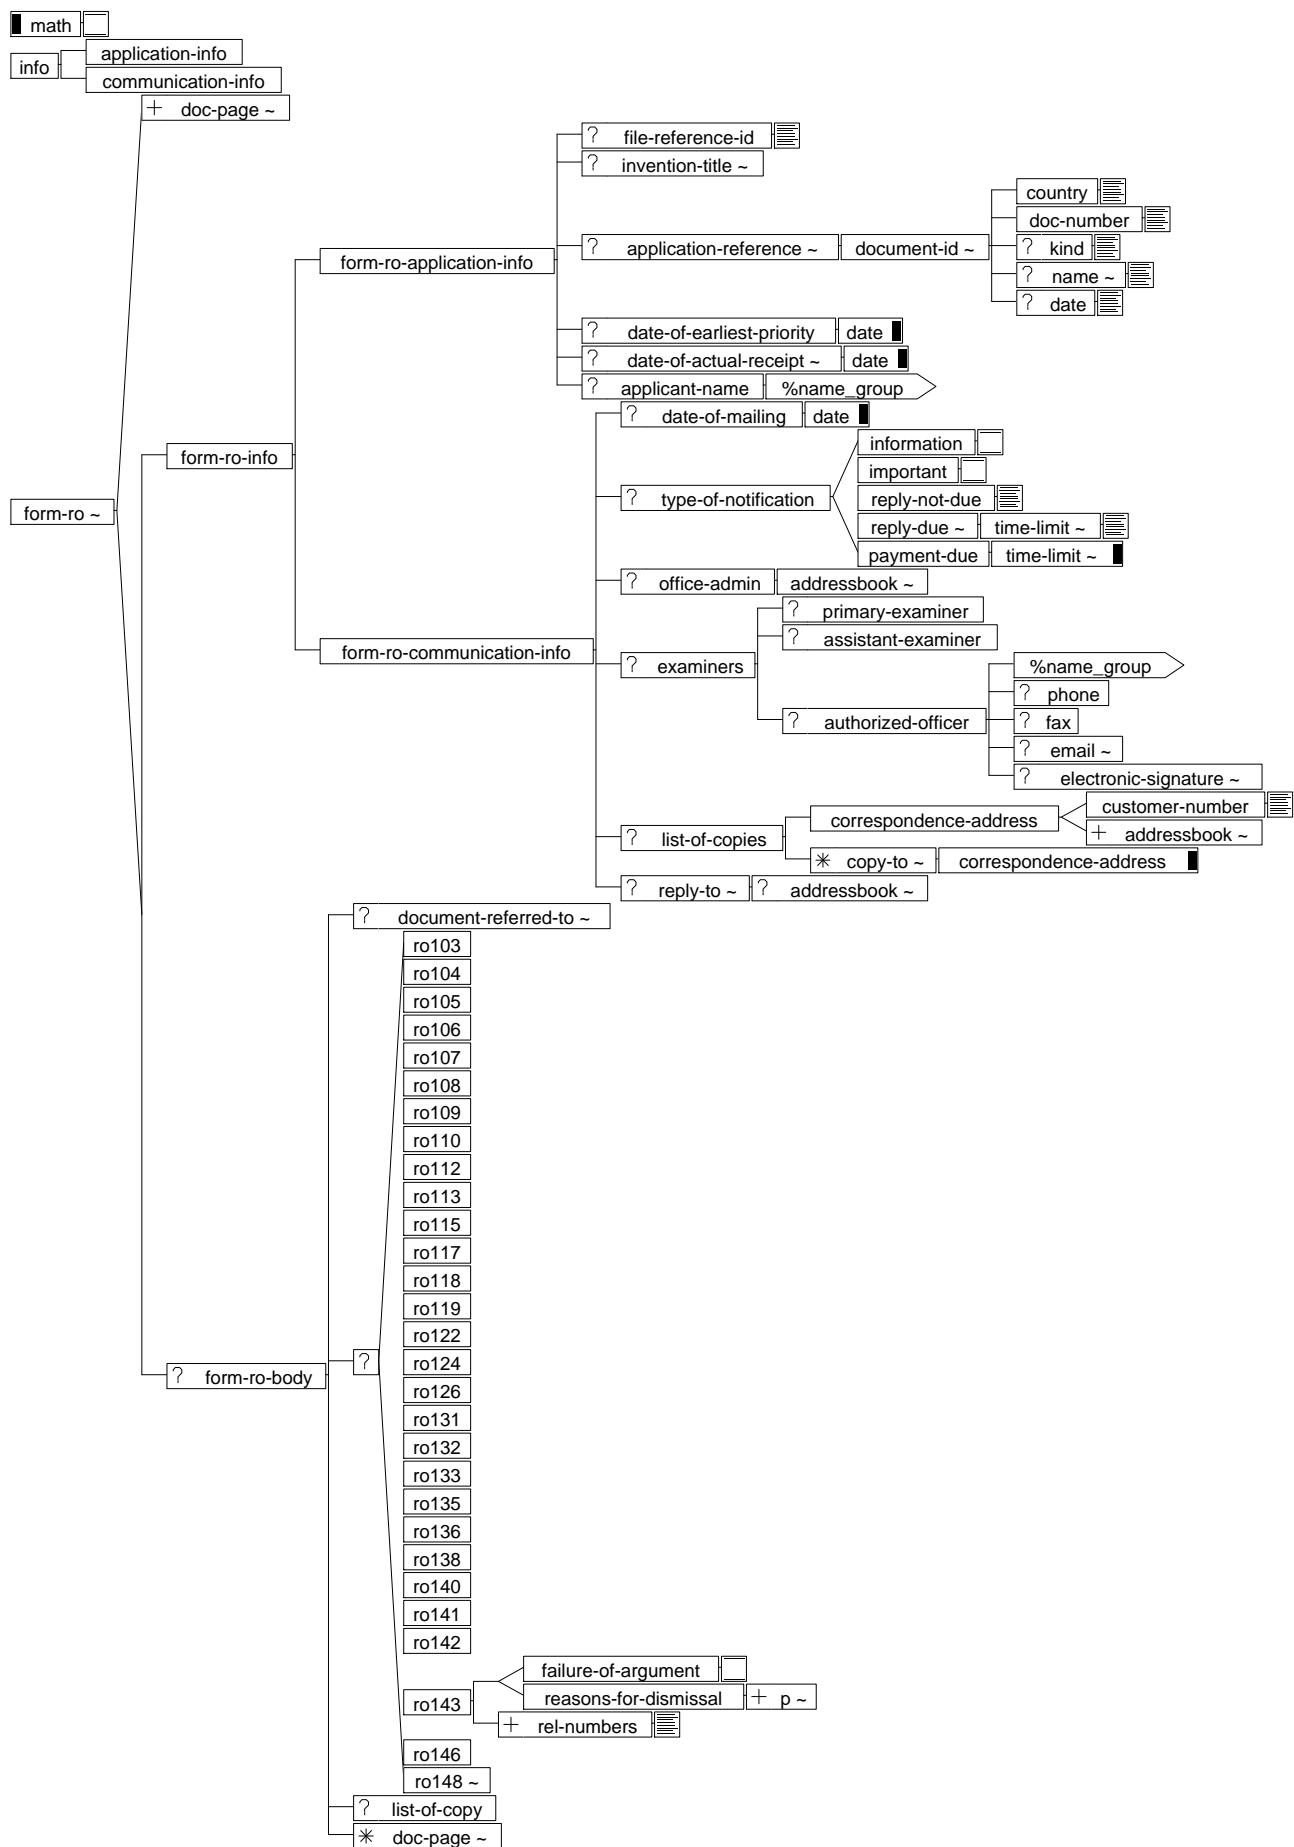 math
info
application-info
communication-info
+ doc-page ~
? file-reference-id
? invention-title ~
country
doc-number
? application-reference ~ document-id ~ ? kind
form-ro-application-info
? name ~
? date
? date-of-earliest-priority date
? date-of-actual-receipt ~ date
? applicant-name %name_group
? date-of-mailing date
information
form-ro-info
important
? type-of-notification reply-not-due
form-ro ~
reply-due ~ time-limit ~
payment-due time-limit ~
? office-admin addressbook ~
? primary-examiner
? assistant-examiner
form-ro-communication-info
? examiners %name_group
? phone
? authorized-officer ? fax
? email ~
? electronic-signature ~
customer-number
correspondence-address
? list-of-copies + addressbook ~
* copy-to ~ correspondence-address
? reply-to ~ ? addressbook ~
? document-referred-to ~
ro103
ro104
ro105
ro106
ro107
ro108
ro109
ro110
ro112
ro113
ro115
ro117
ro118
ro119
ro122
? ro124
? form-ro-body
ro126
ro131
ro132
ro133
ro135
ro136
ro138
ro140
ro141
ro142
failure-of-argument
reasons-for-dismissal + p ~
ro143
+ rel-numbers
ro146
ro148 ~
? list-of-copy
* doc-page ~